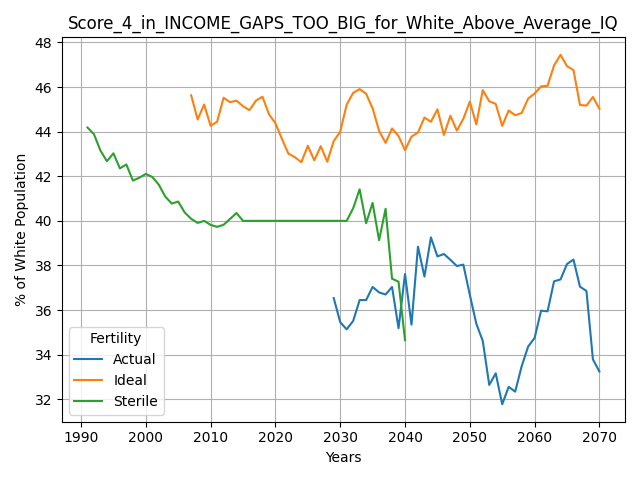 Score_4_in_INCOME_GAPS_TOO_BIG_for_White_Above_Average_IQ
48
46
44
42
40
38
36
34
32
% of White Population
Fertility
Actual
Ideal
Sterile
1990 2000 2010 2020 2030 2040 2050 2060 2070
Years